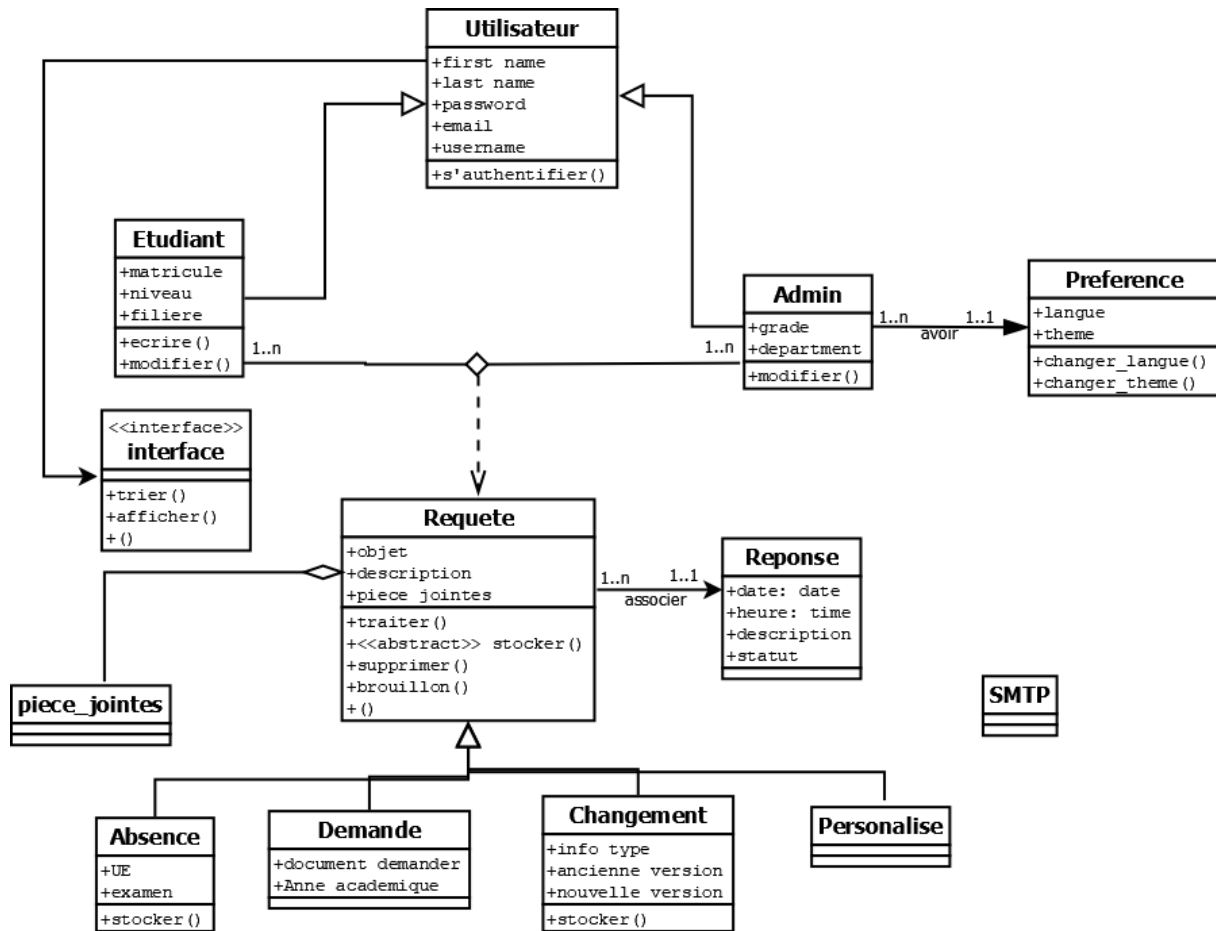 Utilisateur
+first name
+last name
+password
+email
+username
+s'authentifier()
Etudiant
+matricule
+niveau
+filiere
+ecrire()
+modifier()
1..n
1..n
Admin
+grade
+department
+modifier()
1..n
1..1
avoir
Preference
+langue
+theme
+changer_langue()
+changer_theme()
<<interface>>
interface
+trier()
+afficher()
+()
Requete
+objet
+description
+piece jointes
+traiter()
+<<abstract>> stocker()
+supprimer()
+brouillon()
+()
1..n
1..1
associer
Reponse
+date: date
+heure: time
+description
+statut
piece_jointes
SMTP
Absence
+UE
+examen
+stocker()
Demande
+document demander
+Anne academique
Changement
+info type
+ancienne version
+nouvelle version
+stocker()
Personalise